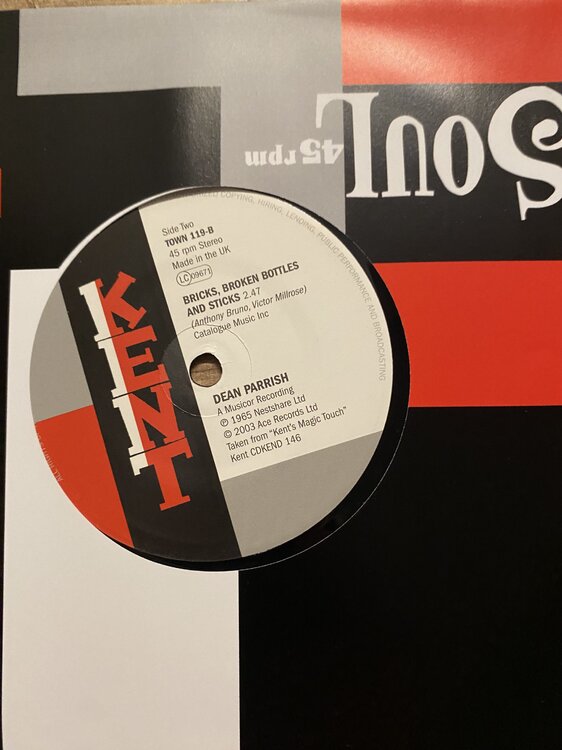 SOUL
45 rpm
COPYING, HIRING, LENDING, PUBLIC PERFORMANCE AND BROADCASTING
Side Two
TOWN 119-B
45 rpm Stereo
Made in the UK
LC 09671
BRICKS, BROKEN BOTTLES
AND STICKS 2.47
(Anthony Bruno, Victor Millrose)
Catalogue Music Inc
KENT
DEAN PARRISH
A Musicor Recording
℗ 1965 Nestshare Ltd
© 2003 Ace Records Ltd
Taken from "Kent's Magic Touch"
Kent CDKEND 146